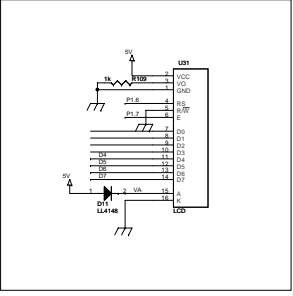 5V
U31
1k R109
2 VCC
3 VO
1 GND
P1.6 4 RS
5 R/W
P1.7 6 E
7 D0
8 D1
9 D2
10 D3
D4 11 D4
D5 12 D5
D6 13 D6
D7 14 D7
5V
1 2 VA 15 A
16 K
D11
LL4148
LCD